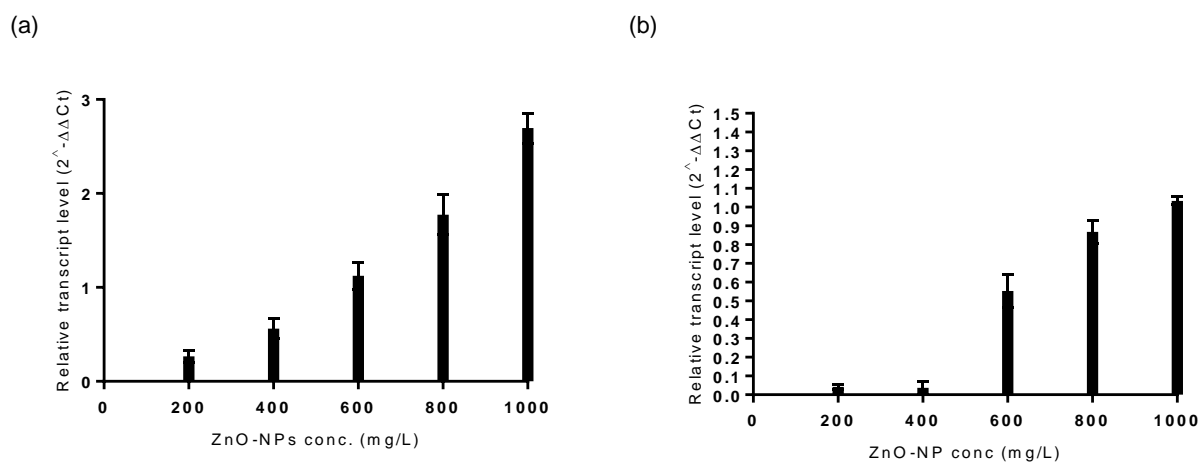 (a)
Relative transcript level (2^-ΔΔCt)
3
2
1
0
0 200 400 600 800 1000
ZnO-NPs conc. (mg/L)
(b)
Relative transcript level (2^-ΔΔCt)
1.5
1.4
1.3
1.2
1.1
1.0
0.9
0.8
0.7
0.6
0.5
0.4
0.3
0.2
0.1
0.0
0 200 400 600 800 1000
ZnO-NP conc (mg/L)